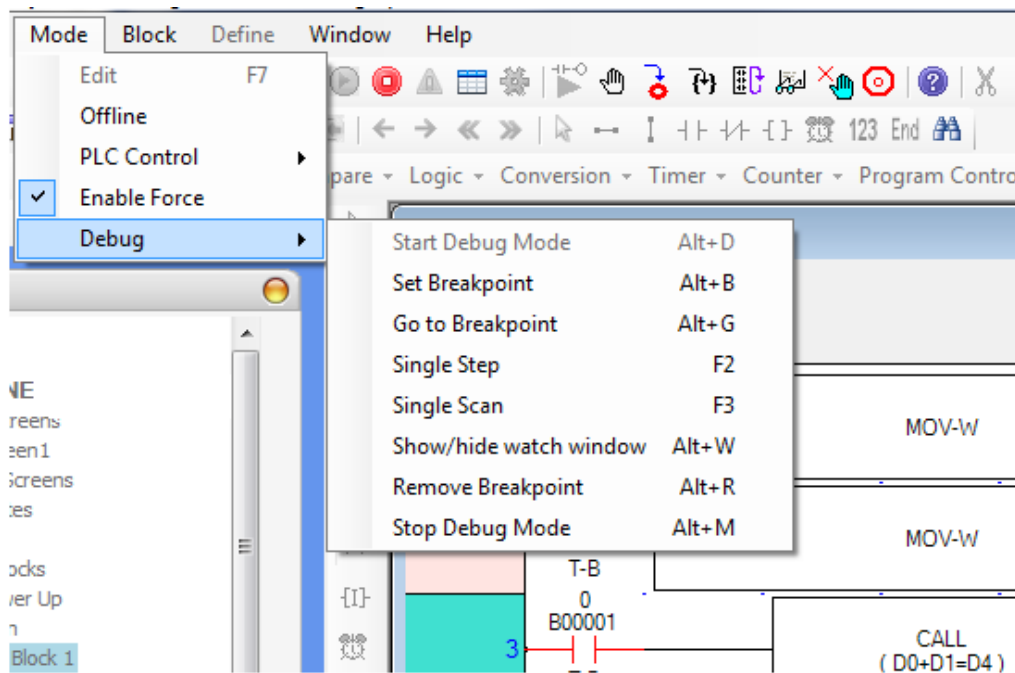 Mode Block Define Window Help
Edit F7
Offline
PLC Control
Enable Force
Debug
123 End
pare Logic Conversion Timer Counter Program Contro
Start Debug Mode Alt+D
Set Breakpoint Alt+B
Go to Breakpoint Alt+G
Single Step F2
Single Scan F3
Show/hide watch window Alt+W
Remove Breakpoint Alt+R
Stop Debug Mode Alt+M
NE
reens
een1
Screens
tes
ocks
ver Up
n
Block 1
MOV-W
MOV-W
T-B
0
B00001
3
CALL
( D0+D1=D4 )